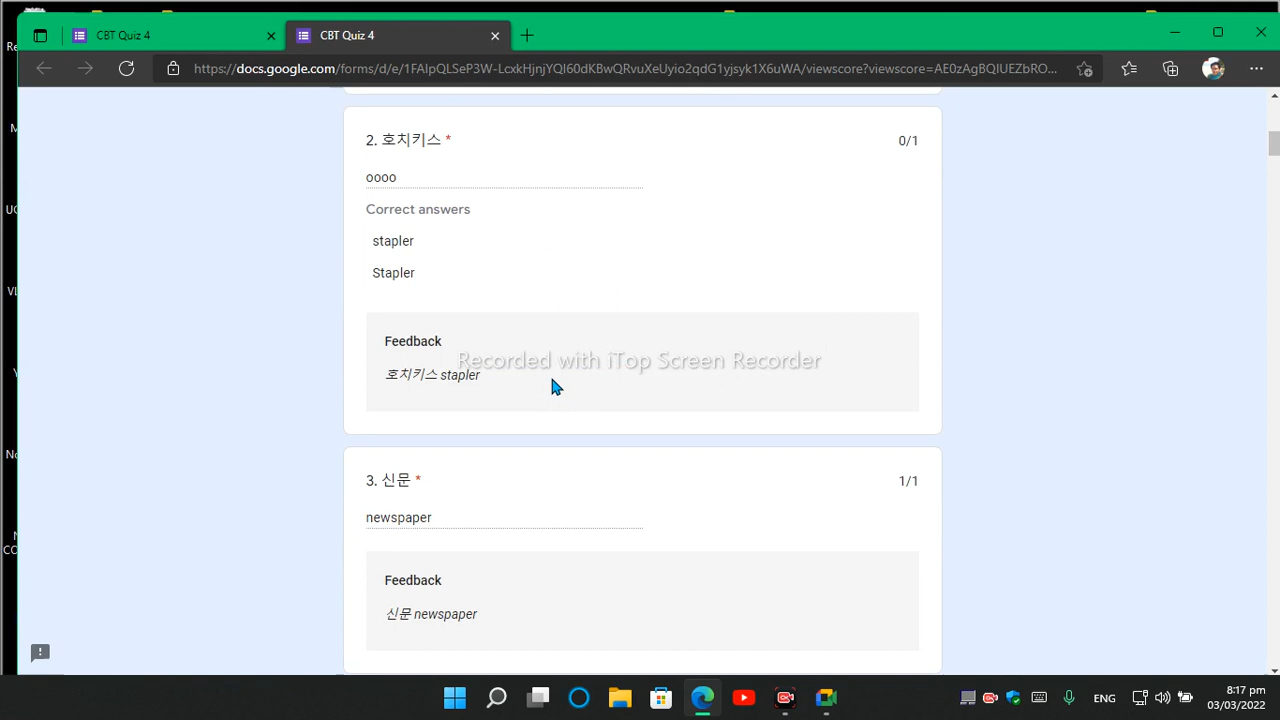 CBT Quiz 4
CBT Quiz 4
https://docs.google.com/forms/d/e/1FAIpQLSeP3W-LcxkHjnjYQI60dKBwQRvuXeUyio2qdG1yjsyk1X6uWA/viewscore?viewscore=AE0zAgBQIUEZbRO...
2. 호치키스 *
0/1
oooo
Correct answers
stapler
Stapler
Feedback
Recorded with iTop Screen Recorder
호치키스 stapler
3. 신문 *
1/1
newspaper
Feedback
신문 newspaper
ENG
8:17 pm
03/03/2022